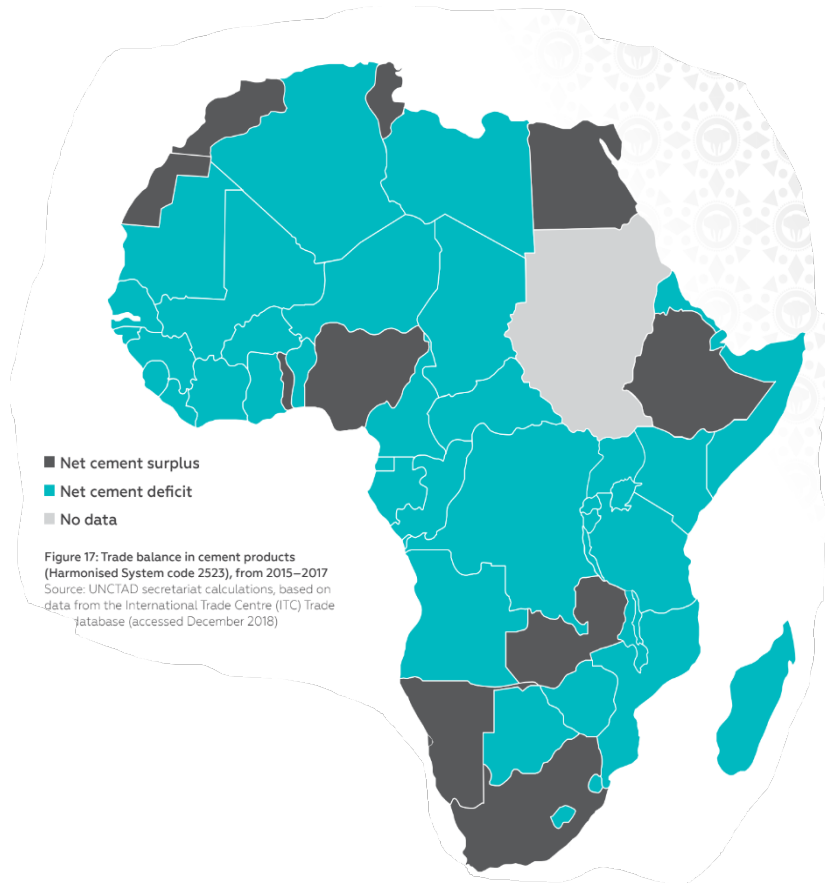 Net cement surplus
Net cement deficit
No data
Figure 17: Trade balance in cement products
(Harmonised System code 2523), from 2015–2017
Source: UNCTAD secretariat calculations, based on
data from the International Trade Centre (ITC) Trade
database (accessed December 2018)